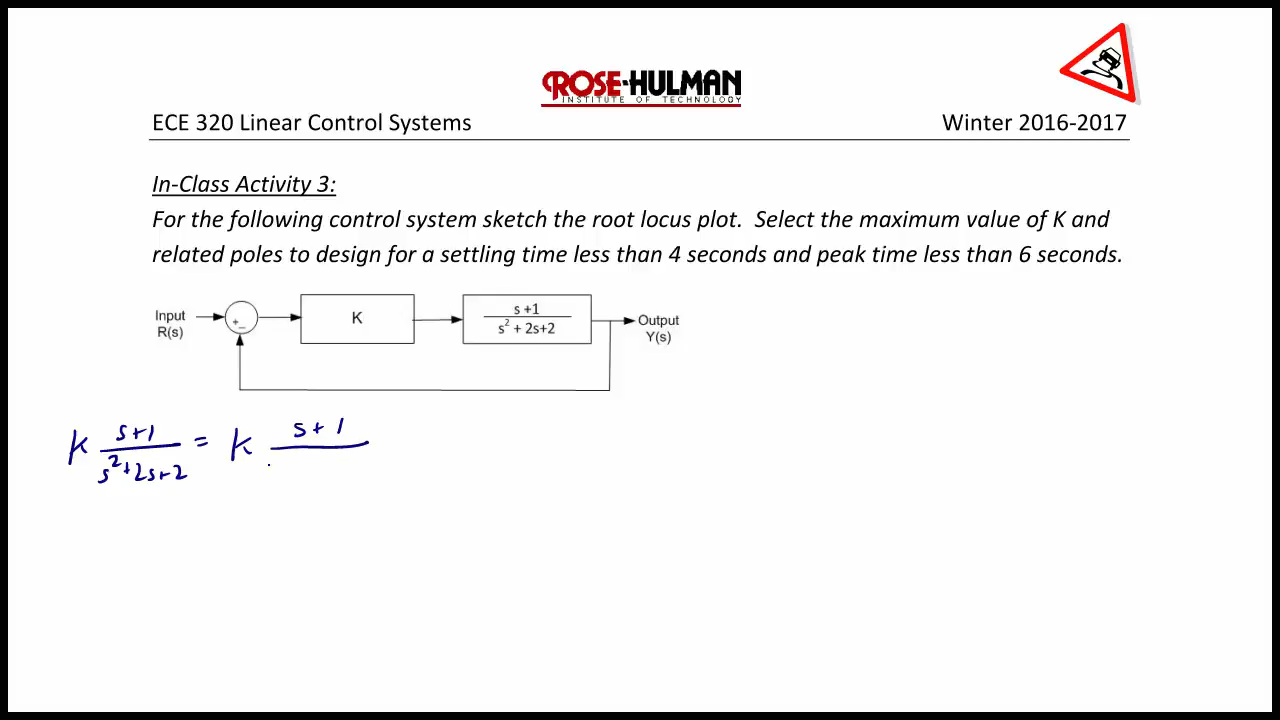 ROSE-HULMAN
INSTITUTE OF TECHNOLOGY
ECE 320 Linear Control Systems Winter 2016-2017
In-Class Activity 3:
For the following control system sketch the root locus plot. Select the maximum value of K and
related poles to design for a settling time less than 4 seconds and peak time less than 6 seconds.
Input
R(s)
+
_
K
s +1
s² + 2s+2
Output
Y(s)
K s+1 = K s+1
s²+2s+2